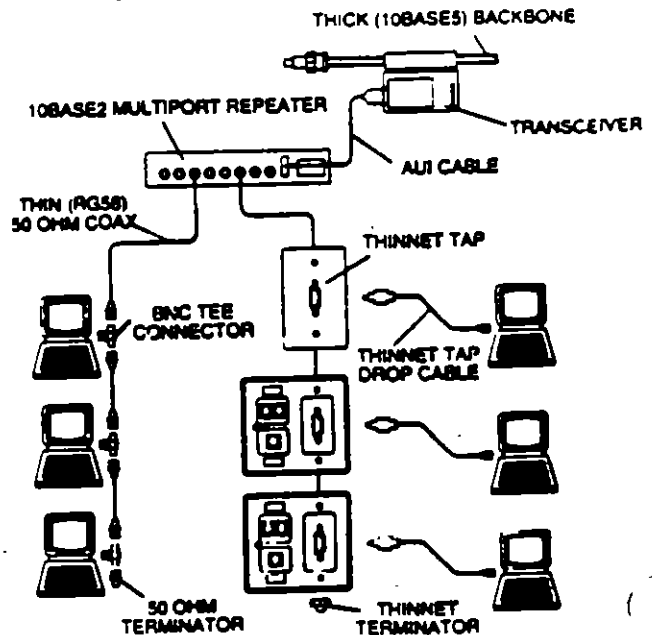 THICK (10BASE5) BACKBONE
10BASE2 MULTIPORT REPEATER
TRANSCEIVER
AUI CABLE
THIN (RG58)
50 OHM COAX
THINNET TAP
BNC TEE
CONNECTOR
THINNET TAP
DROP CABLE
50 OHM
TERMINATOR
THINNET
TERMINATOR